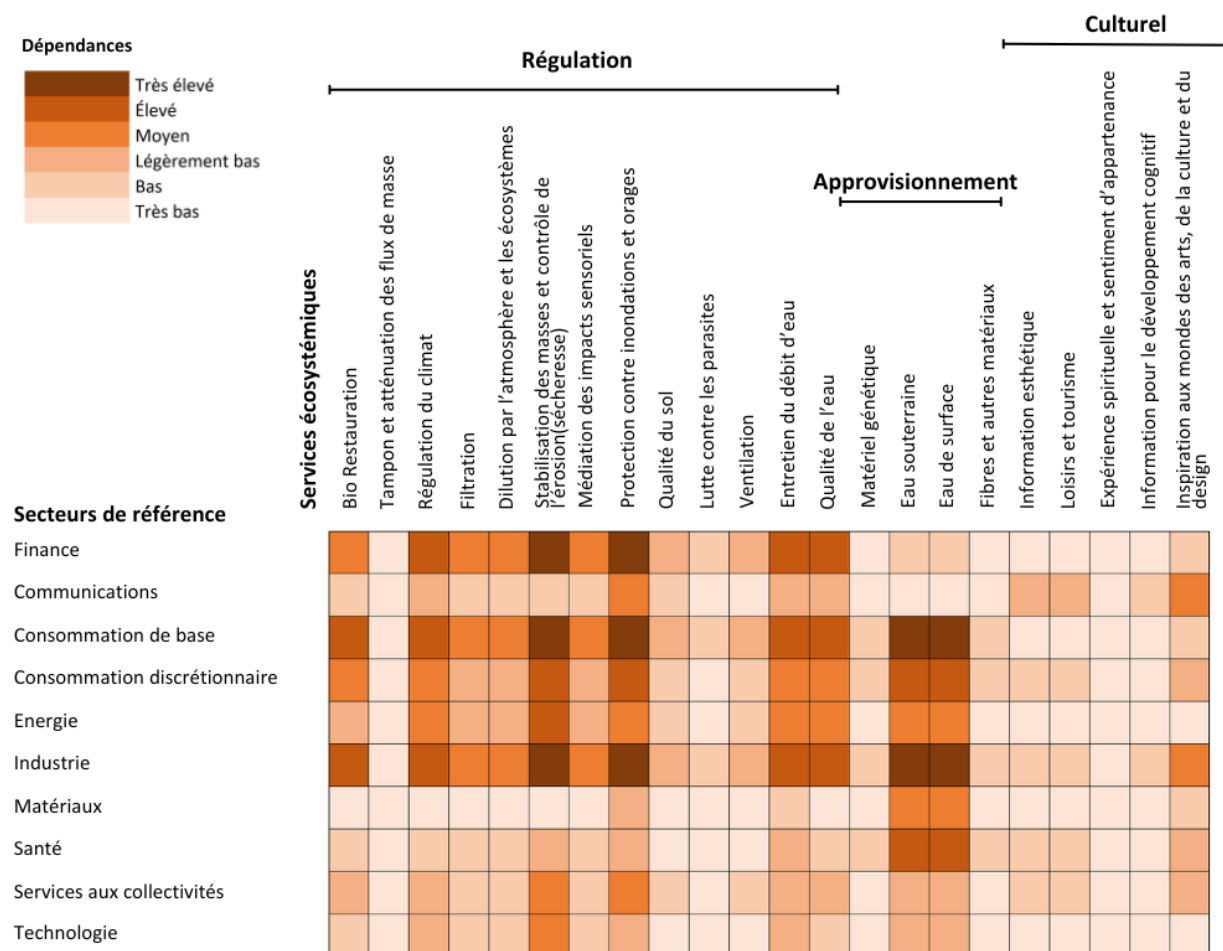 Culturel
Dépendances
Régulation
Très élevé
Élevé
Moyen
Légèrement bas
Bas
Très bas
Approvisionnement
Services écosystémiques
Bio Restauration
Tampon et atténuation des flux de masse
Régulation du climat
Filtration
Dilution par l'atmosphère et les écosystèmes
Stabilisation des masses et contrôle de
l'érosion(sécheresse)
Médiation des impacts sensoriels
Protection contre inondations et orages
Qualité du sol
Lutte contre les parasites
Ventilation
Entretien du débit d'eau
Qualité de l'eau
Matériel génétique
Eau souterraine
Eau de surface
Fibres et autres matériaux
Information esthétique
Loisirs et tourisme
Expérience spirituelle et sentiment d'appartenance
Information pour le développement cognitif
Inspiration aux mondes des arts, de la culture et du
design
Secteurs de référence
Finance
Communications
Consommation de base
Consommation discrétionnaire
Energie
Industrie
Matériaux
Santé
Services aux collectivités
Technologie